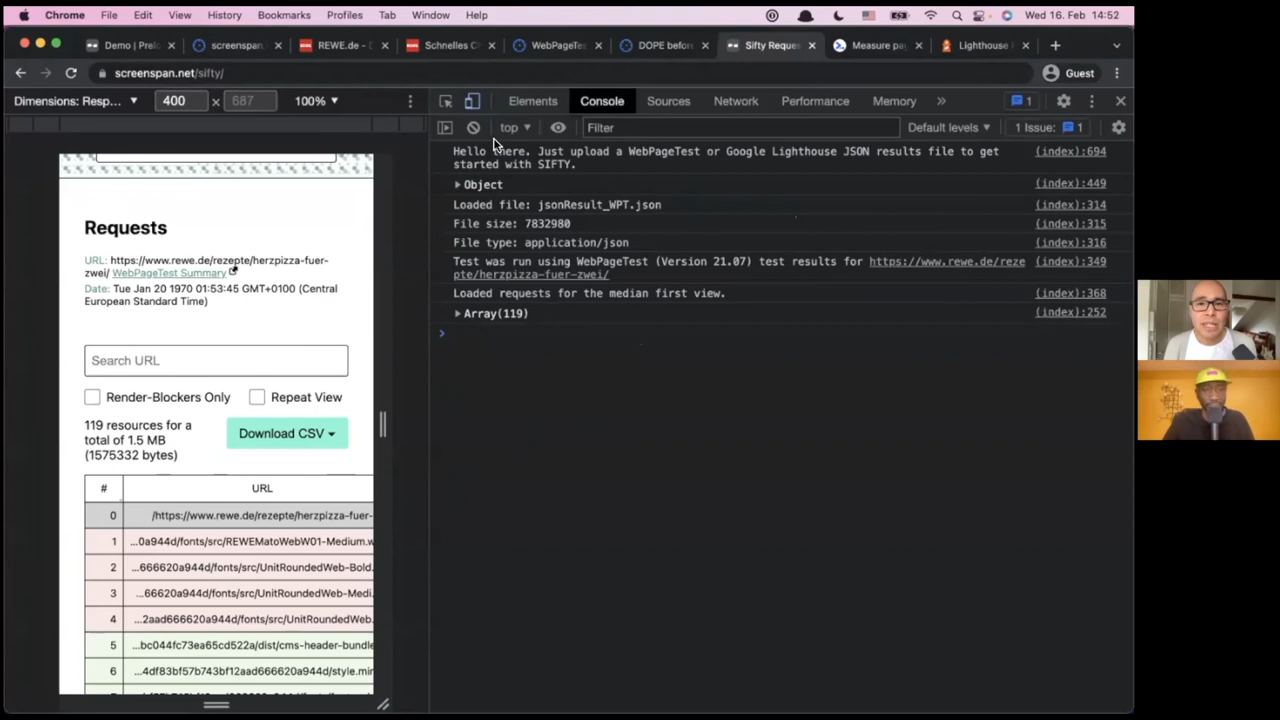 Chrome File Edit View History Bookmarks Profiles Tab Window Help Wed 16. Feb 14:52
Demo | Prel screenspan. REWE.de - D Schnelles C WebPageTe DOPE before Sifty Reque Measure pa Lighthouse
screenspan.net/sifty/ Guest
Dimensions: Resp... 400 × 687 100% Elements Console Sources Network Performance Memory » 1
top Filter Default levels 1 Issue: 1
Hello there. Just upload a WebPageTest or Google Lighthouse JSON results file to get (index):694
started with SIFTY.
Object (index):449
Loaded file: jsonResult_WPT.json (index):314
File size: 7832980 (index):315
File type: application/json (index):316
Test was run using WebPageTest (Version 21.07) test results for https://www.rewe.de/reze (index):349
pte/herzpizza-fuer-zwei/
Loaded requests for the median first view. (index):368
Array(119) (index):252
Requests
URL: https://www.rewe.de/rezepte/herzpizza-fuer-
zwei/ WebPageTest Summary
Date: Tue Jan 20 1970 01:53:45 GMT+0100 (Central
European Standard Time)
Search URL
Render-Blockers Only Repeat View
119 resources for a
total of 1.5 MB
(1575332 bytes)
Download CSV
# URL
0 /https://www.rewe.de/rezepte/herzpizza-fuer-
1 ...0a944d/fonts/src/REWEMatoWebW01-Medium.w
2 ...666620a944d/fonts/src/UnitRoundedWeb-Bold.
3 ...66620a944d/fonts/src/UnitRoundedWeb-Medi.
4 ...2aad666620a944d/fonts/src/UnitRoundedWeb.
5 ...bc044fc73ea65cd522a/dist/cms-header-bundle
6 ...4df83bf57b743bf12aad666620a944d/style.min